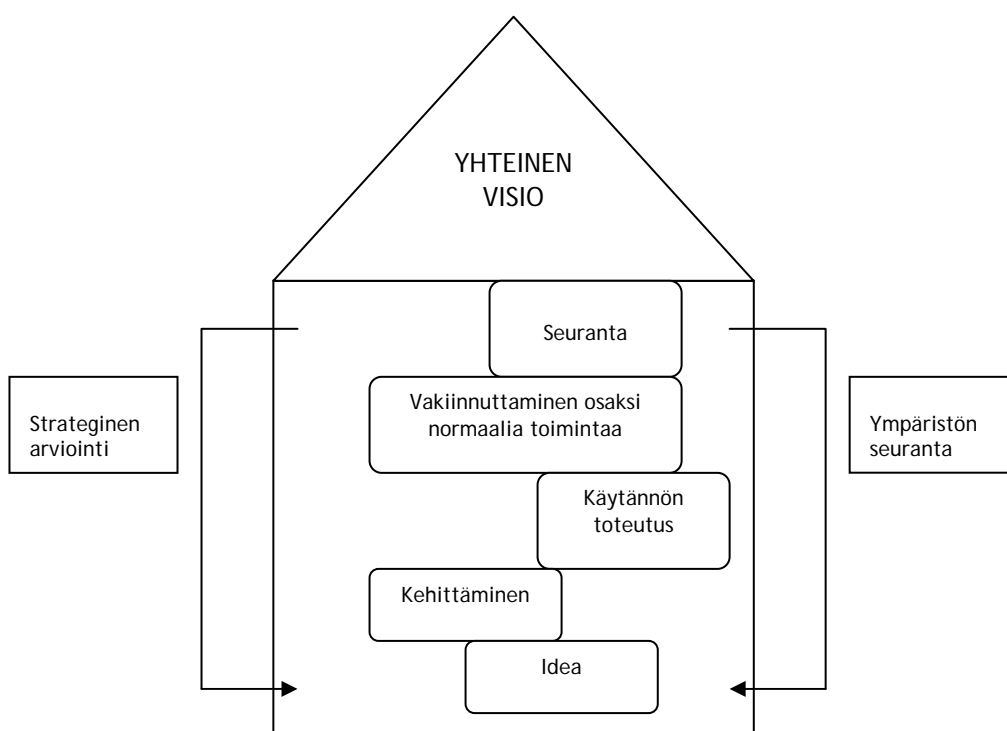 YHTEINEN
VISIO
Seuranta
Vakiinnuttaminen osaksi
normaalia toimintaa
Strateginen
arviointi
Ympäristön
seuranta
Käytännön
toteutus
Kehittäminen
Idea